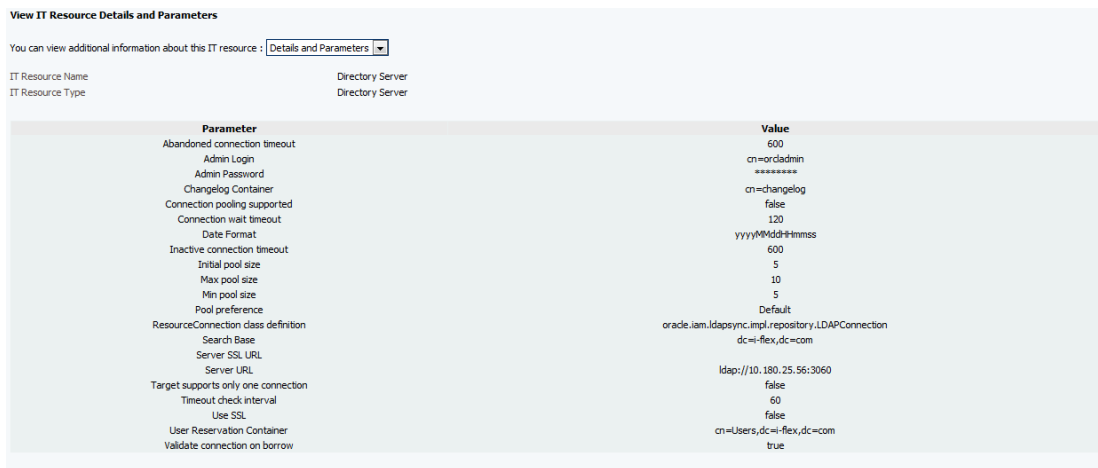 View IT Resource Details and Parameters
You can view additional information about this IT resource : Details and Parameters
IT Resource Name Directory Server
IT Resource Type Directory Server
Parameter Value
Abandoned connection timeout 600
Admin Login cn=orcladmin
Admin Password ********
Changelog Container cn=changelog
Connection pooling supported false
Connection wait timeout 120
Date Format yyyyMMddHHmmss
Inactive connection timeout 600
Initial pool size 5
Max pool size 10
Min pool size 5
Pool preference Default
ResourceConnection class definition oracle.iam.ldapsync.impl.repository.LDAPConnection
Search Base dc=i-flex,dc=com
Server SSL URL
Server URL ldap://10.180.25.56:3060
Target supports only one connection false
Timeout check interval 60
Use SSL false
User Reservation Container cn=Users,dc=i-flex,dc=com
Validate connection on borrow true